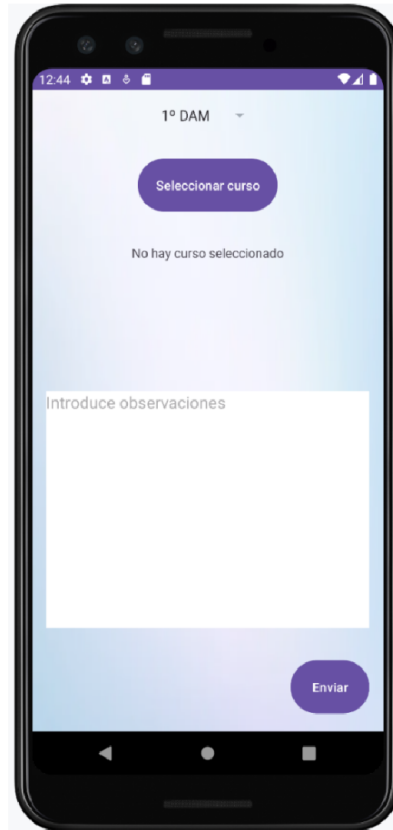 12:44
1º DAM
Seleccionar curso
No hay curso seleccionado
Introduce observaciones
Enviar